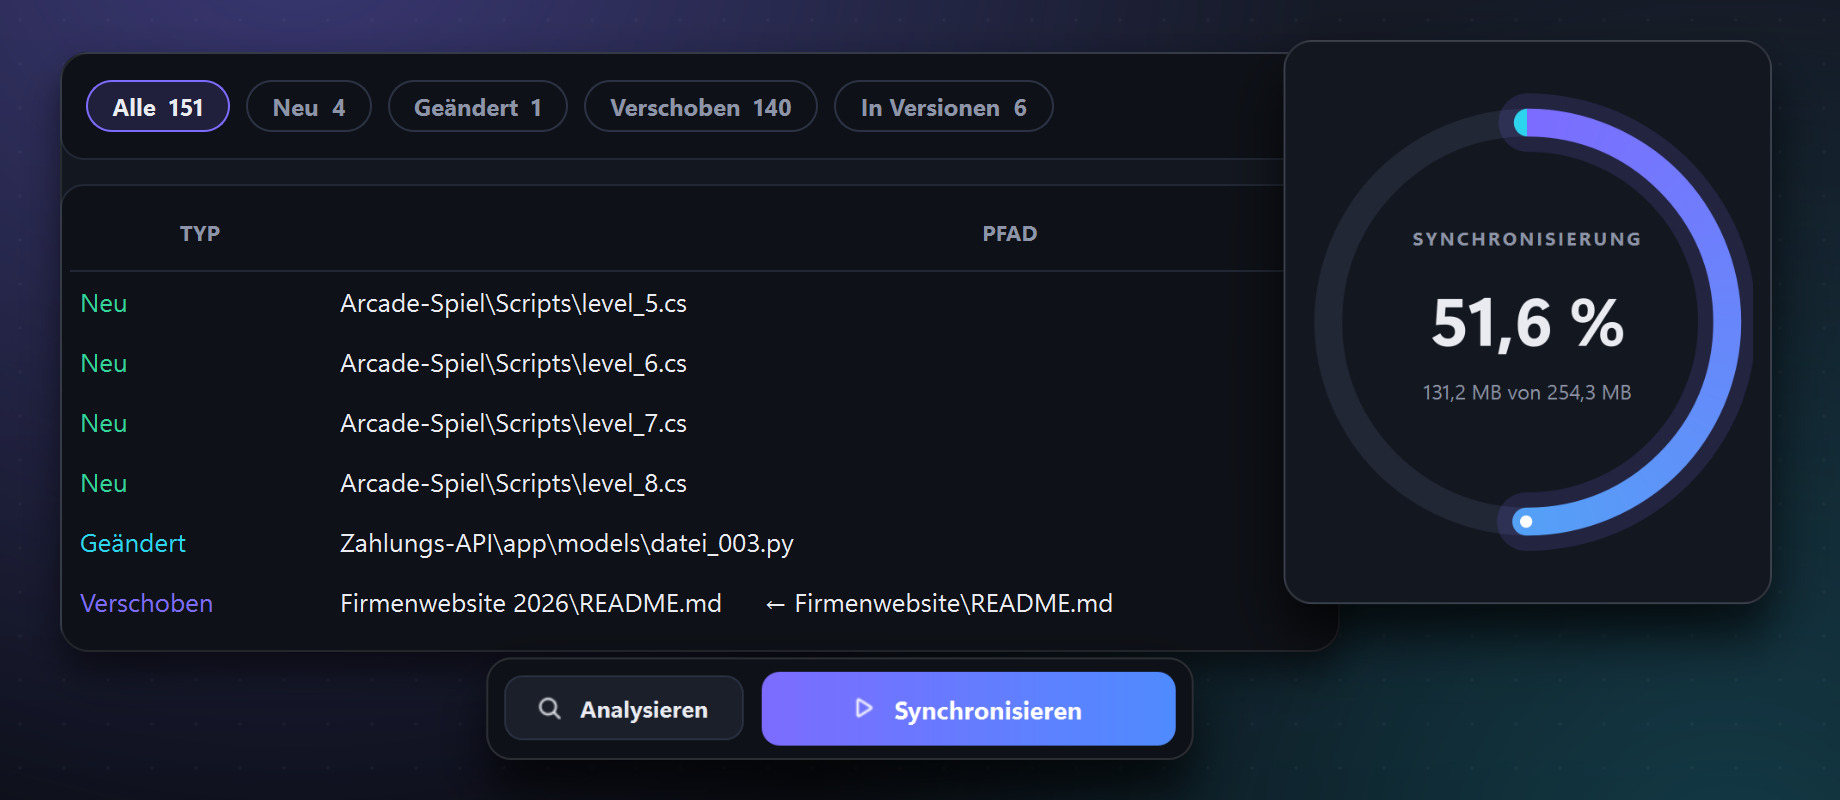 Alle 151 Neu 4 Geändert 1 Verschoben 140 In Versionen 6
TYP PFAD
Neu Arcade-Spiel\Scripts\level_5.cs
Neu Arcade-Spiel\Scripts\level_6.cs
Neu Arcade-Spiel\Scripts\level_7.cs
Neu Arcade-Spiel\Scripts\level_8.cs
Geändert Zahlungs-API\app\models\datei_003.py
Verschoben Firmenwebsite 2026\README.md ← Firmenwebsite\README.md
SYNCHRONISIERUNG
51,6 %
131,2 MB von 254,3 MB
Analysieren Synchronisieren